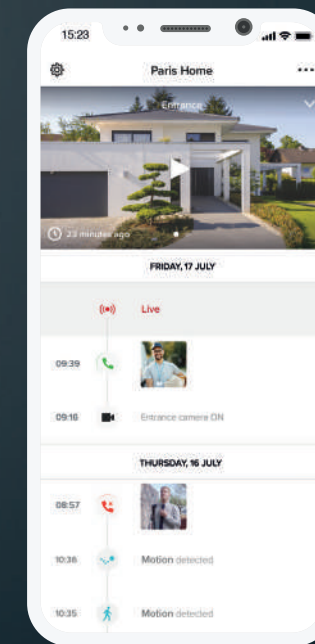 15:23
Paris Home
Entrance
23 minutes ago
FRIDAY, 17 JULY
Live
09:39
09:16 Entrance camera ON
THURSDAY, 16 JULY
08:57
10:36 Motion detected
10:35 Motion detected